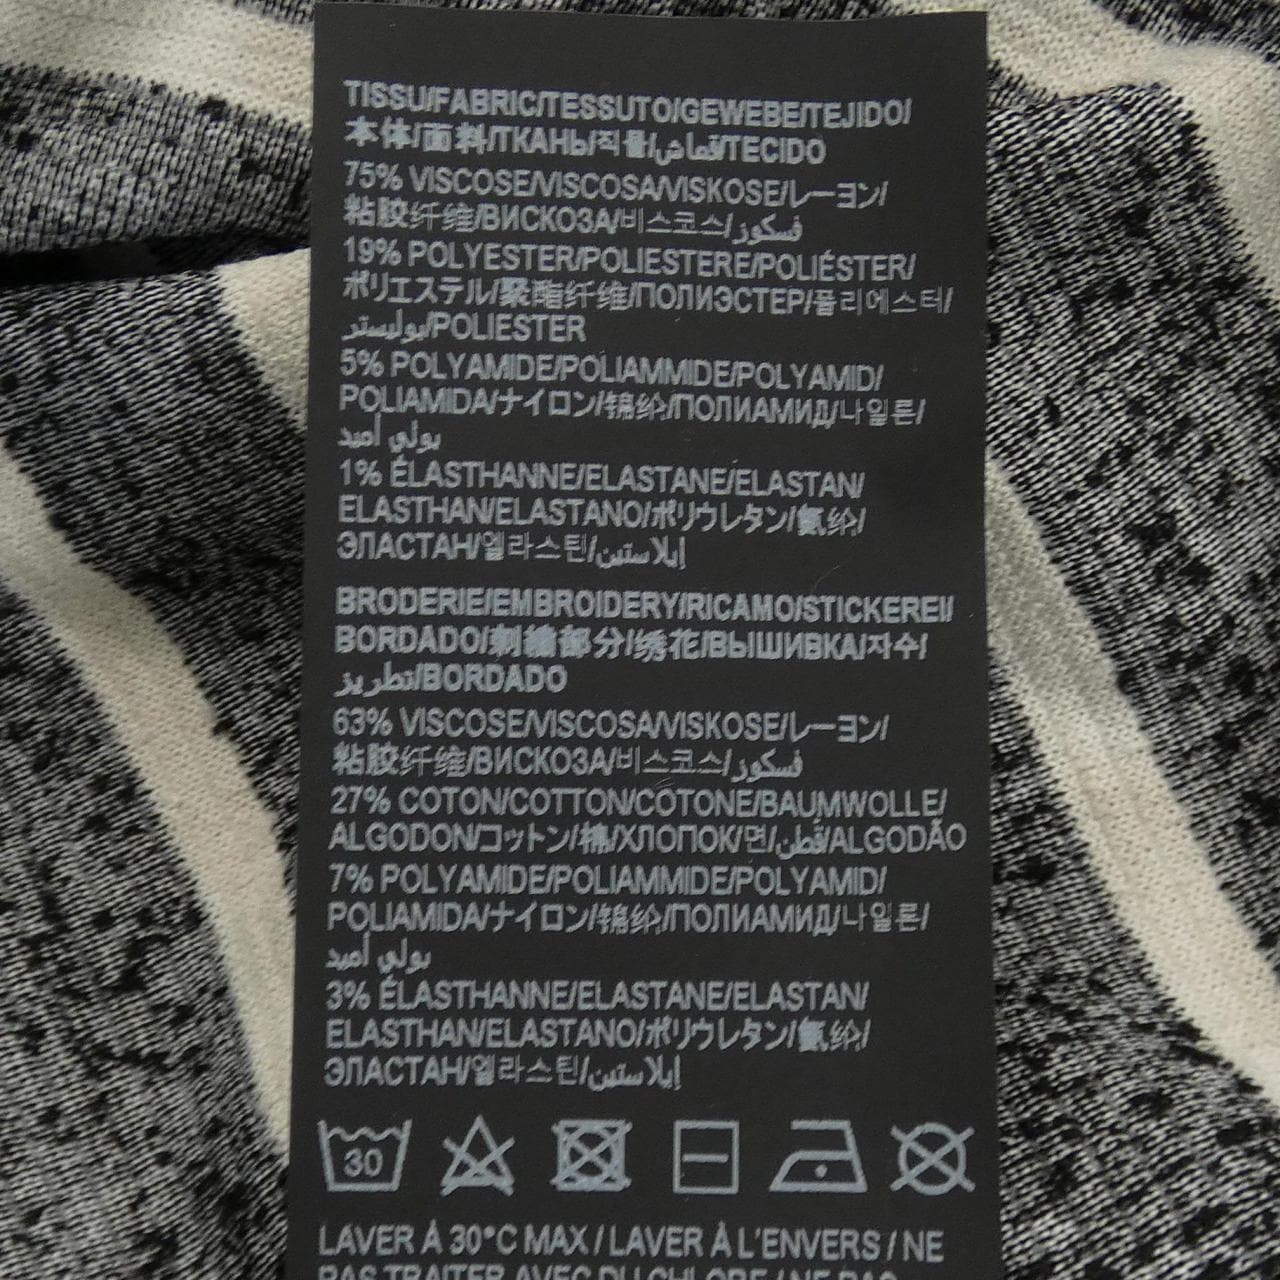 TISSU/FABRIC/TESSUTO/GEWEBE/TEJIDO/
本体/面料/ТКАНЬ/직물/قماش/TECIDO
75% VISCOSE/VISCOSA/VISKOSE/レーヨン/
粘胶纤维/ВИСКОЗА/비스코스/فسكوز
19% POLYESTER/POLIESTERE/POLIÉSTER/
ポリエステル/聚酯纤维/ПОЛИЭСТЕР/폴리에스터/
بوليستر/POLIESTER
5% POLYAMIDE/POLIAMMIDE/POLYAMID/
POLIAMIDA/ナイロン/锦纶/ПОЛИАМИД/나일론/
بولي أميد
1% ÉLASTHANNE/ELASTANE/ELASTAN/
ELASTHAN/ELASTANO/ポリウレタン/氨纶/
ЭЛАСТАН/엘라스틴/إيلاستين
BRODERIE/EMBROIDERY/RICAMO/STICKEREI/
BORDADO/刺繍部分/绣花/ВЫШИВКА/자수/
تطريز/BORDADO
63% VISCOSE/VISCOSA/VISKOSE/レーヨン/
粘胶纤维/ВИСКОЗА/비스코스/فسكوز
27% COTON/COTTON/COTONE/BAUMWOLLE/
ALGODON/コットン/棉/ХЛОПОК/면/قطن/ALGODÃO
7% POLYAMIDE/POLIAMMIDE/POLYAMID/
POLIAMIDA/ナイロン/锦纶/ПОЛИАМИД/나일론/
بولي أميد
3% ÉLASTHANNE/ELASTANE/ELASTAN/
ELASTHAN/ELASTANO/ポリウレタン/氨纶/
ЭЛАСТАН/엘라스틴/إيلاستين
30
LAVER À 30°C MAX / LAVER À L'ENVERS / NE
PAS TRAITER AVEC DU CHLORE / NE PAS